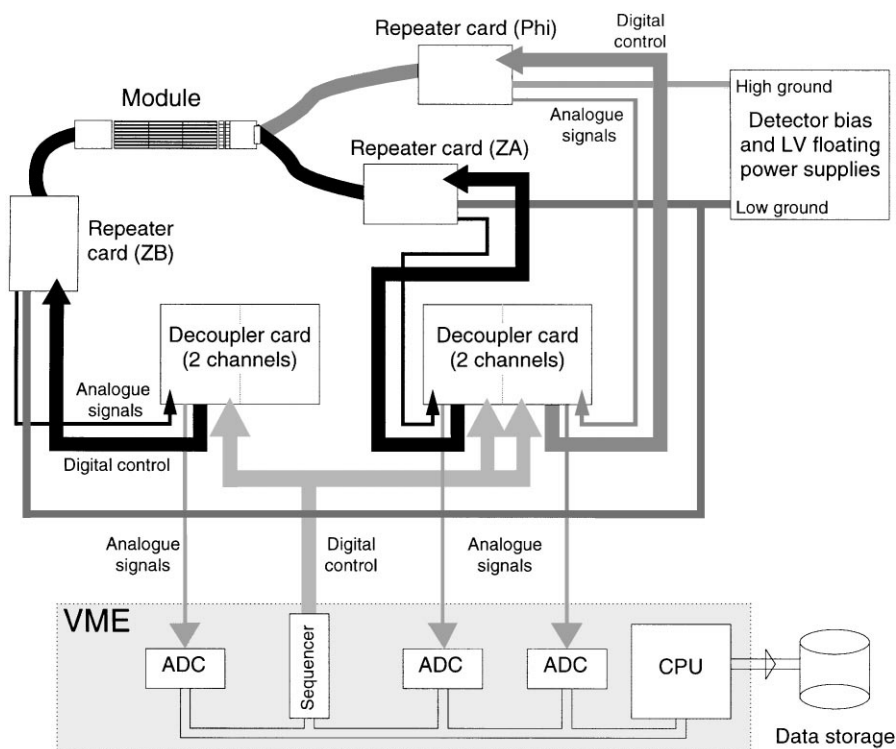 Repeater card (Phi)
Digital
control
High ground
Analogue
signals
Detector bias
and LV floating
power supplies
Low ground
Module
Repeater card (ZA)
Repeater
card (ZB)
Decoupler card
(2 channels)
Decoupler card
(2 channels)
Analogue
signals
Digital control
Analogue
signals
Digital
control
Analogue
signals
VME
ADC
Sequencer
ADC
ADC
CPU
Data storage